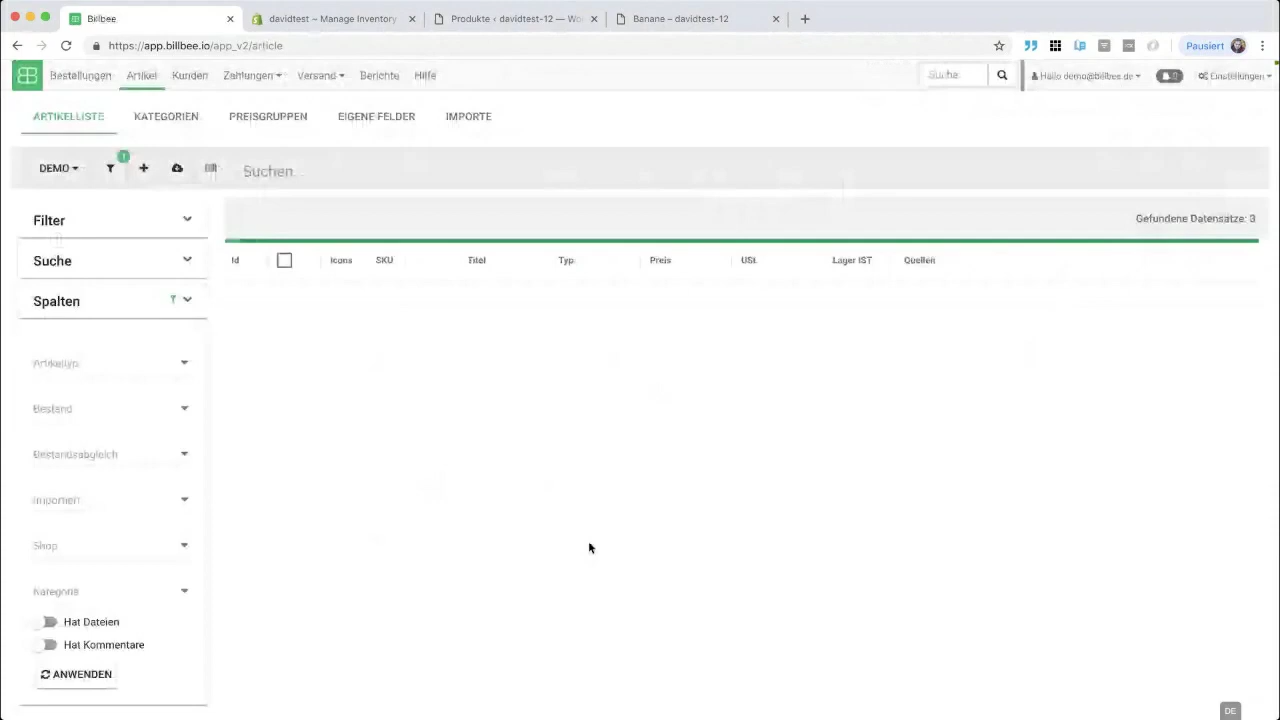 Billbee
davidtest ~ Manage Inventory
Produkte ‹ davidtest-12 — Wo
Banane – davidtest-12
https://app.billbee.io/app_v2/article
Pausiert
Bestellungen Artikel Kunden Zahlungen Versand Berichte Hilfe
Suche
Hallo demo@billbee.de
Einstellungen
ARTIKELLISTE KATEGORIEN PREISGRUPPEN EIGENE FELDER IMPORTE
DEMO
1
Suchen...
Filter
Gefundene Datensätze: 3
Suche
Id Icons SKU Titel Typ Preis USt. Lager IST Quellen
Spalten
Artikeltyp
Bestand
Bestandsabgleich
Importiert
Shop
Kategorie
Hat Dateien
Hat Kommentare
ANWENDEN
DE